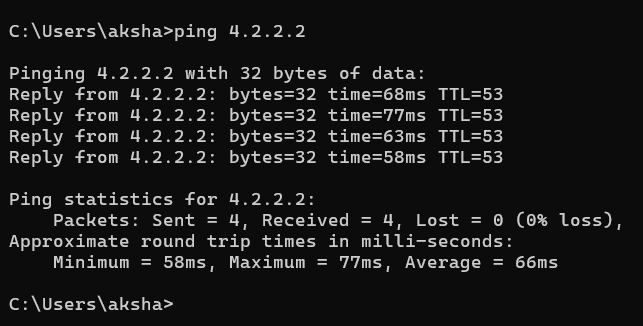 C:\Users\aksha>ping 4.2.2.2
Pinging 4.2.2.2 with 32 bytes of data:
Reply from 4.2.2.2: bytes=32 time=68ms TTL=53
Reply from 4.2.2.2: bytes=32 time=77ms TTL=53
Reply from 4.2.2.2: bytes=32 time=63ms TTL=53
Reply from 4.2.2.2: bytes=32 time=58ms TTL=53
Ping statistics for 4.2.2.2:
    Packets: Sent = 4, Received = 4, Lost = 0 (0% loss),
Approximate round trip times in milli-seconds:
    Minimum = 58ms, Maximum = 77ms, Average = 66ms
C:\Users\aksha>